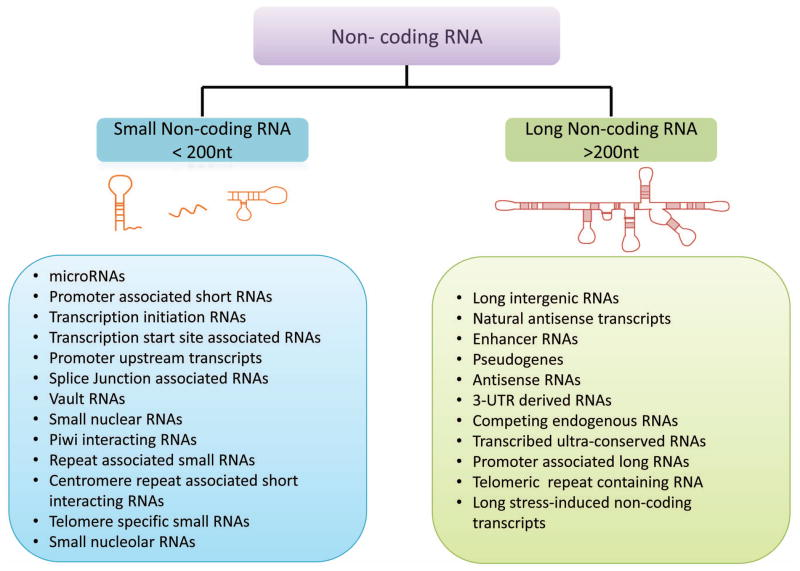 Non- coding RNA
Small Non-coding RNA
< 200nt
Long Non-coding RNA
>200nt
• microRNAs
• Promoter associated short RNAs
• Transcription initiation RNAs
• Transcription start site associated RNAs
• Promoter upstream transcripts
• Splice Junction associated RNAs
• Vault RNAs
• Small nuclear RNAs
• Piwi interacting RNAs
• Repeat associated small RNAs
• Centromere repeat associated short
interacting RNAs
• Telomere specific small RNAs
• Small nucleolar RNAs
• Long intergenic RNAs
• Natural antisense transcripts
• Enhancer RNAs
• Pseudogenes
• Antisense RNAs
• 3-UTR derived RNAs
• Competing endogenous RNAs
• Transcribed ultra-conserved RNAs
• Promoter associated long RNAs
• Telomeric repeat containing RNA
• Long stress-induced non-coding
transcripts